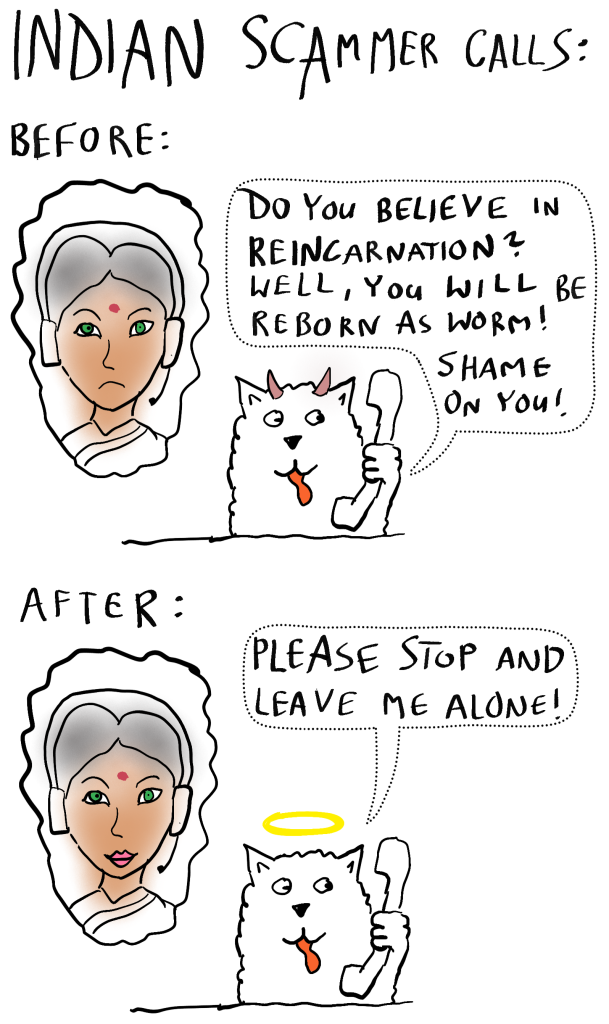 INDIAN SCAMMER CALLS:
BEFORE:
DO YOU BELIEVE IN
REINCARNATION?
WELL, YOU WILL BE
REBORN AS WORM!
SHAME
ON YOU!
AFTER:
PLEASE STOP AND
LEAVE ME ALONE!